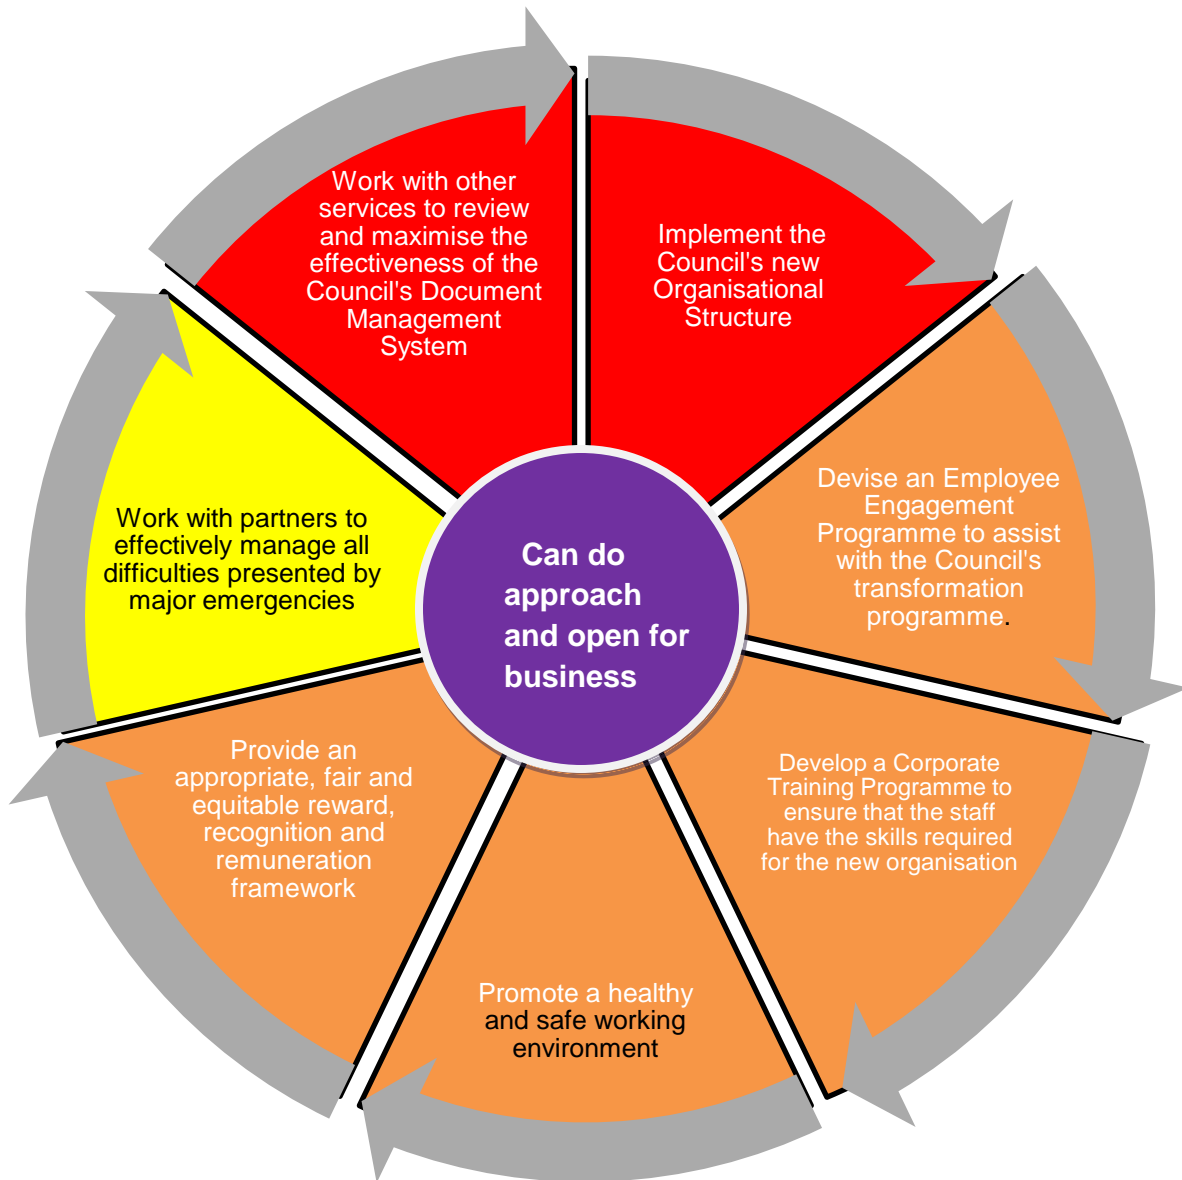 Work with other
services to review
and maximise the
effectiveness of the
Council's Document
Management
System
Implement the
Council's new
Organisational
Structure
Devise an Employee
Engagement
Programme to assist
with the Council's
transformation
programme.
Develop a Corporate
Training Programme to
ensure that the staff
have the skills required
for the new organisation
Promote a healthy
and safe working
environment
Provide an
appropriate, fair and
equitable reward,
recognition and
remuneration
framework
Work with partners to
effectively manage all
difficulties presented by
major emergencies
Can do
approach
and open for
business